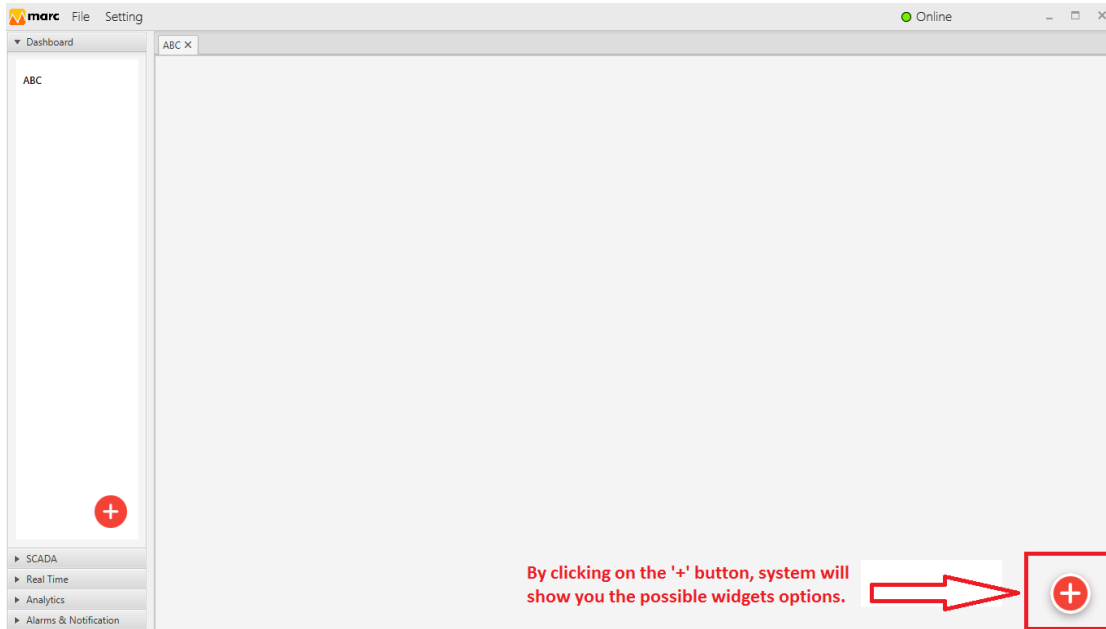 marc File Setting Online
Dashboard
ABC
ABC
SCADA
Real Time
Analytics
Alarms & Notification
By clicking on the '+' button, system will
show you the possible widgets options.